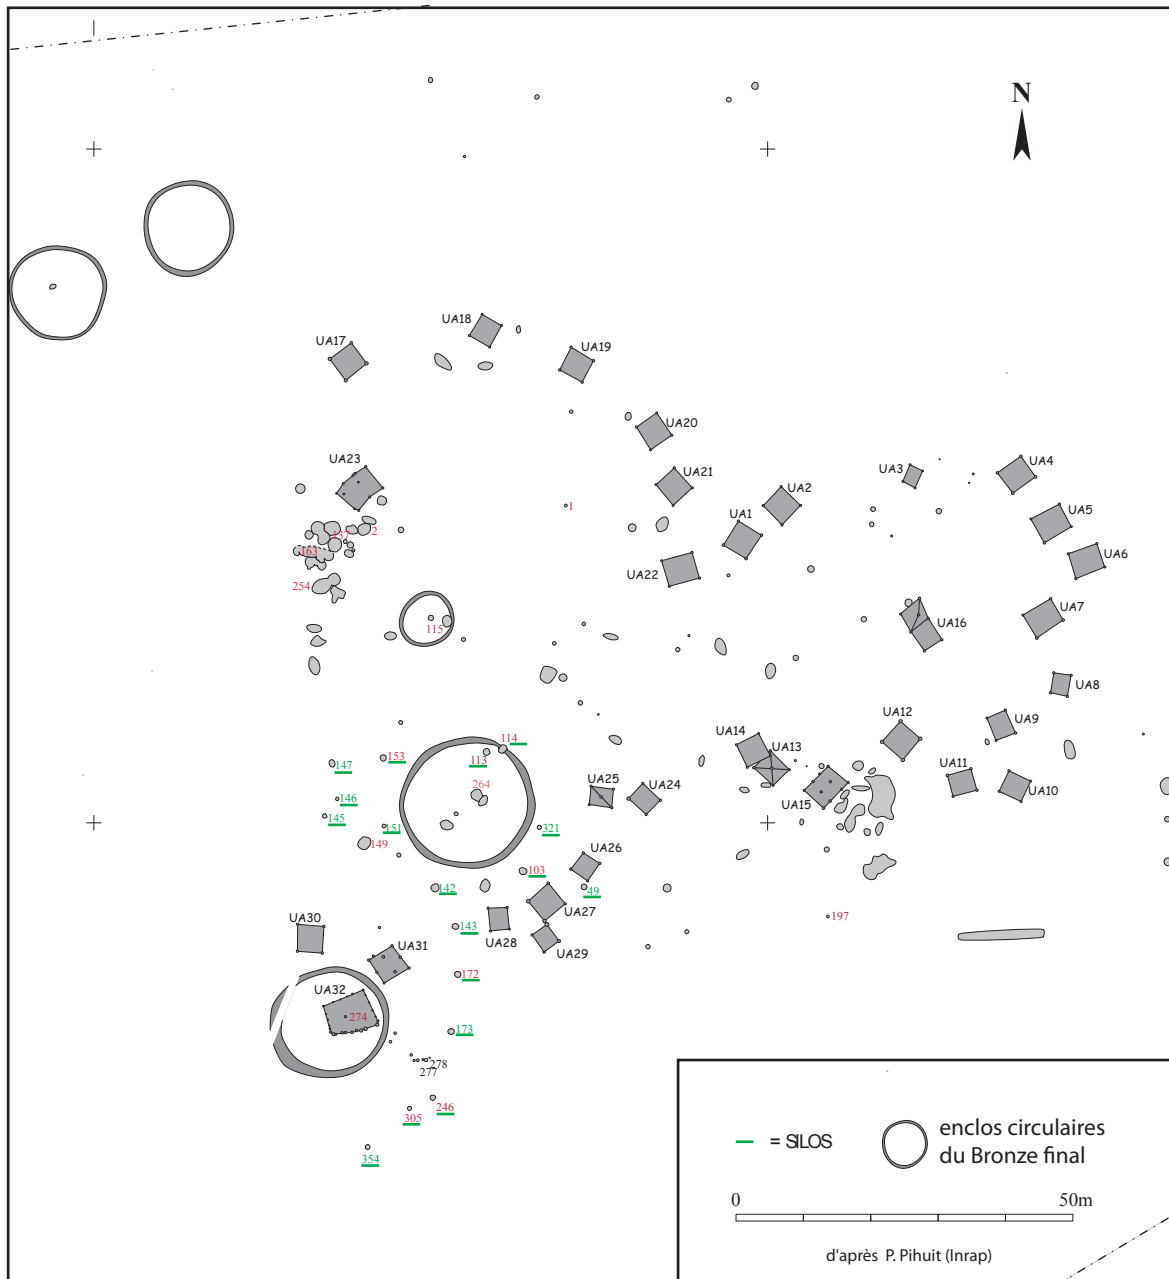 N
UA18
UA17
UA19
UA20
UA23
UA21
UA3
UA4
UA2
1
UA1
UA5
2
137
163
UA22
UA6
254
UA7
115
UA16
UA8
UA12
UA9
UA14
114
UA13
113
153
147
UA11
UA10
264
UA25
UA24
UA15
146
145
151
321
149
UA26
103
142
49
UA27
UA30
143
UA28
197
UA31
UA29
172
UA32
274
173
278
277
246
305
354
= SILOS
enclos circulaires
du Bronze final
0 50m
d'après P. Pihuit (Inrap)